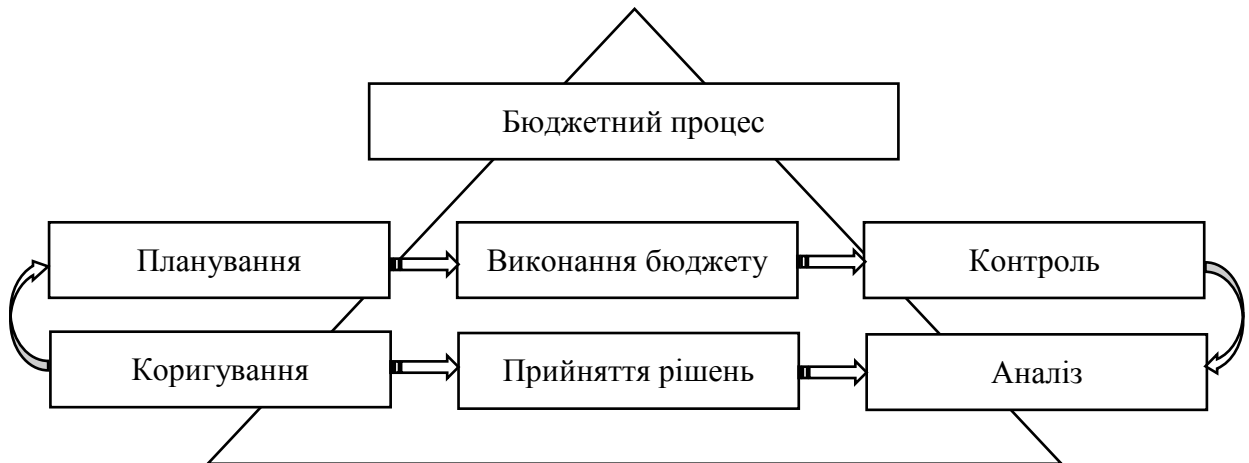 Бюджетний процес
Планування
Виконання бюджету
Контроль
Коригування
Прийняття рішень
Аналіз